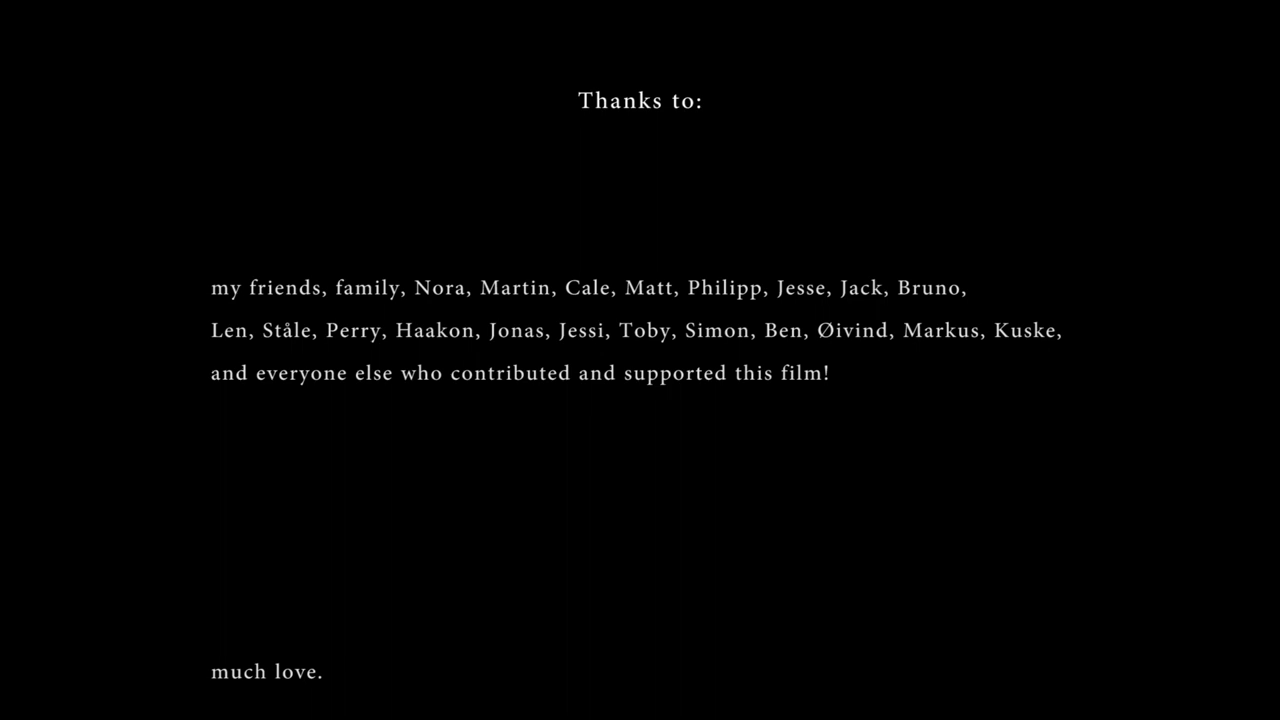 Thanks to:
my friends, family, Nora, Martin, Cale, Matt, Philipp, Jesse, Jack, Bruno,
Len, Ståle, Perry, Haakon, Jonas, Jessi, Toby, Simon, Ben, Øivind, Markus, Kuske,
and everyone else who contributed and supported this film!
much love.